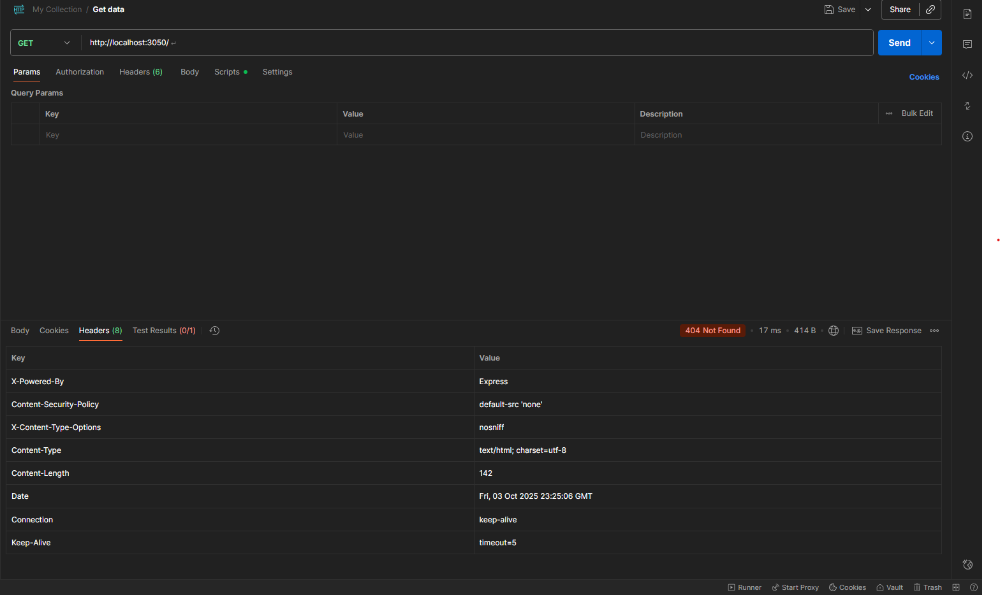 HTTP My Collection / Get data Save Share
GET http://localhost:3050/ ↵ Send
Params Authorization Headers (6) Body Scripts Settings Cookies
Query Params
Key Value Description Bulk Edit
Key Value Description
Body Cookies Headers (8) Test Results (0/1) 404 Not Found 17 ms 414 B e.g. Save Response
Key Value
X-Powered-By Express
Content-Security-Policy default-src 'none'
X-Content-Type-Options nosniff
Content-Type text/html; charset=utf-8
Content-Length 142
Date Fri, 03 Oct 2025 23:25:06 GMT
Connection keep-alive
Keep-Alive timeout=5
Runner Start Proxy Cookies Vault Trash